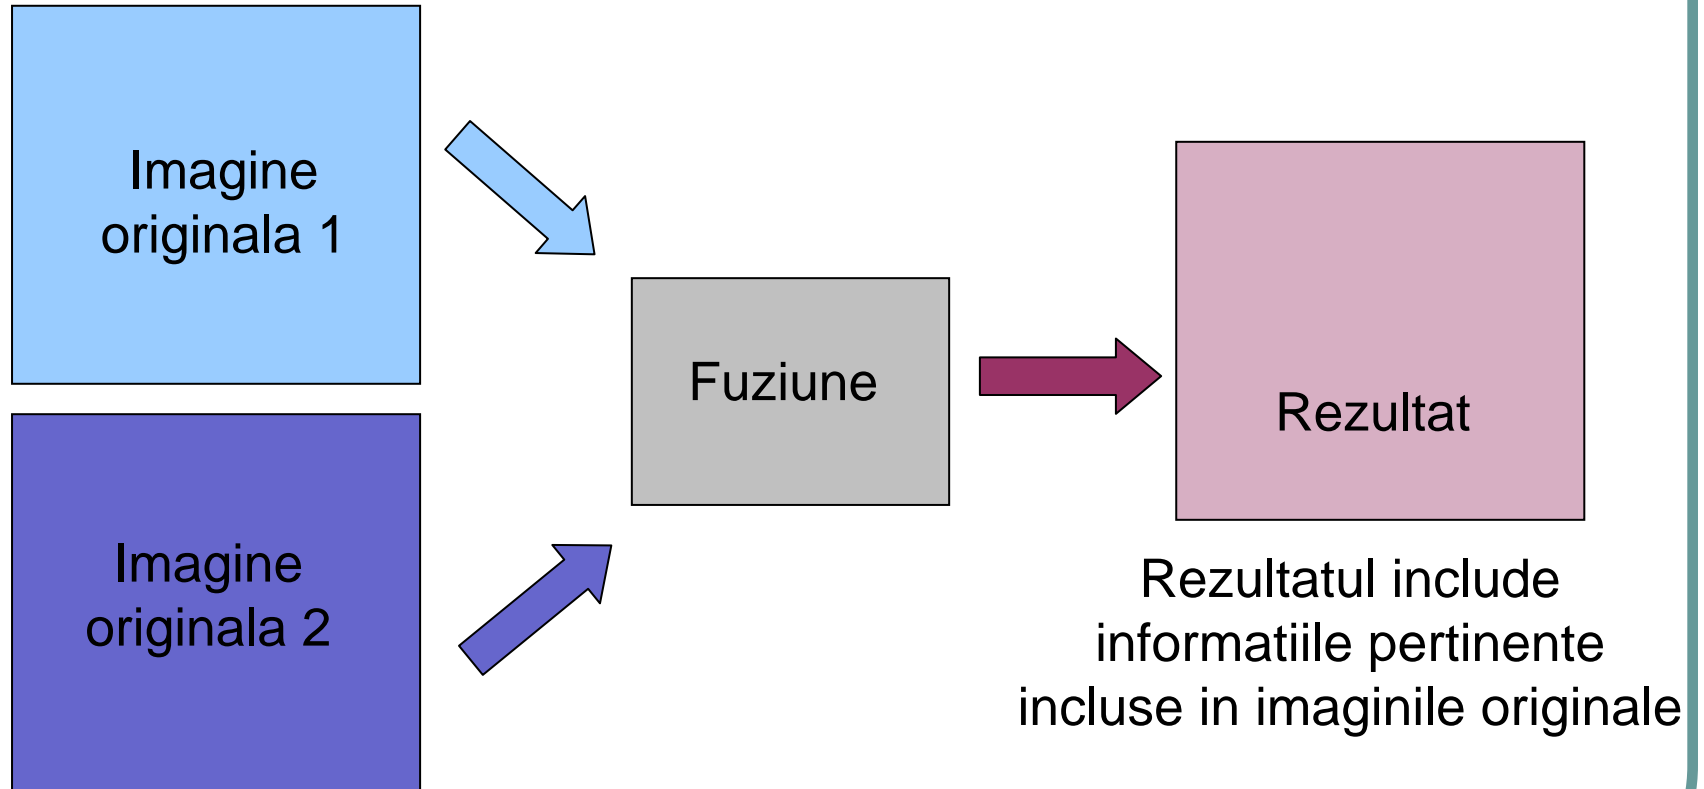 Imagine
originala 1
Imagine
originala 2
Fuziune
Rezultat
Rezultatul include
informatiile pertinente
incluse in imaginile originale